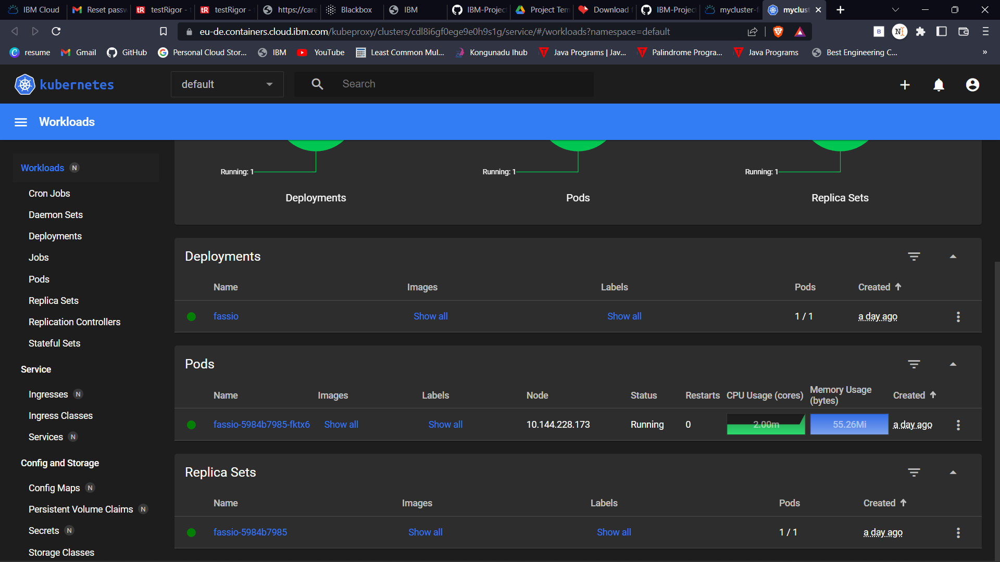 IBM Cloud
Reset passw
tR testRigor -
tR testRigor -
https://care
Blackbox
IBM
IBM-Project
Project Tem
Download
IBM-Project
mycluster-f
myclust
eu-de.containers.cloud.ibm.com/kubeproxy/clusters/cdl8i6gf0ege9e0h9s1g/service/#/workloads?namespace=default
resume Gmail GitHub Personal Cloud Stor... IBM YouTube Least Common Mul... Kongunadu Ihub Java Programs | Jav... Palindrome Progra... Java Programs Best Engineering C... »
kubernetes
default
Search
Workloads
Workloads N
Cron Jobs
Daemon Sets
Deployments
Jobs
Pods
Replica Sets
Replication Controllers
Stateful Sets
Service
Ingresses N
Ingress Classes
Services N
Config and Storage
Config Maps N
Persistent Volume Claims N
Secrets N
Storage Classes
Running: 1
Running: 1
Running: 1
Deployments
Pods
Replica Sets
Deployments
Name Images Labels Pods Created
fassio Show all Show all 1 / 1 a day ago
Pods
Name Images Labels Node Status Restarts CPU Usage (cores) Memory Usage (bytes) Created
fassio-5984b7985-fktx6 Show all Show all 10.144.228.173 Running 0 2.00m 55.26Mi a day ago
Replica Sets
Name Images Labels Pods Created
fassio-5984b7985 Show all Show all 1 / 1 a day ago